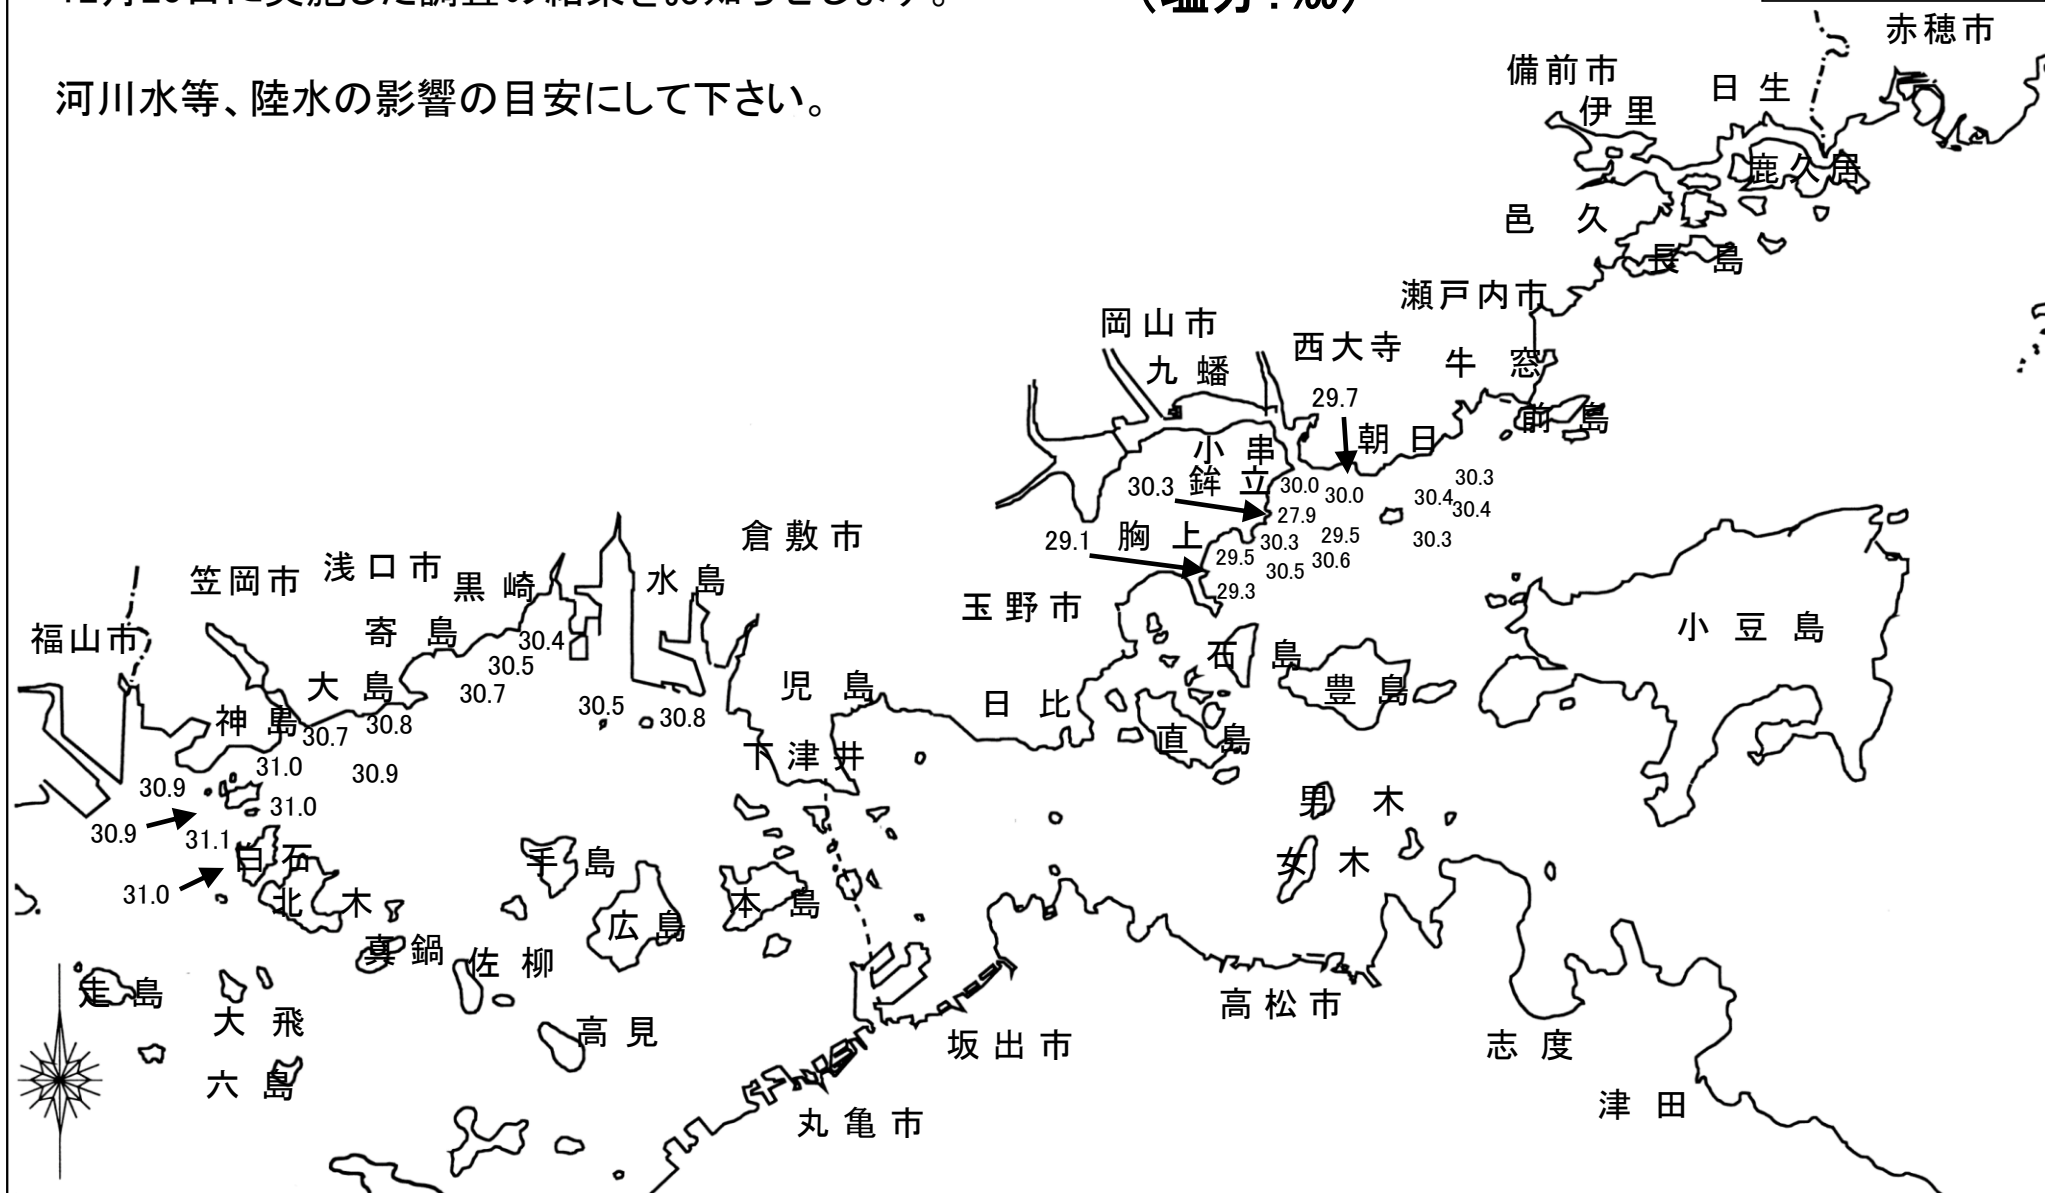 （塩分：‰）
河川水等、陸水の影響の目安にして下さい。
赤穂市
備前市
日生
伊里
鹿久居
邑久
長島
瀬戸内市
岡山市
西大寺
九蟠
牛窓
29.7
前島
朝日
小串
30.3
鉾立
30.0
30.0
30.3
30.4
30.4
27.9
29.1
胸上
29.5
30.3
30.3
29.5
30.6
30.5
29.3
倉敷市
笠岡市
浅口市
黒崎
水島
玉野市
福山市
寄島
30.4
小豆島
石島
30.5
大島
30.7
児島
豊島
日比
30.5
30.8
神島
30.7
30.8
直島
下津井
31.0
30.9
30.9
男木
31.0
30.9
31.1
白石
手島
女木
31.0
北木
本島
広島
真鍋
佐柳
走島
高松市
大飛
高見
坂出市
志度
六島
津田
丸亀市